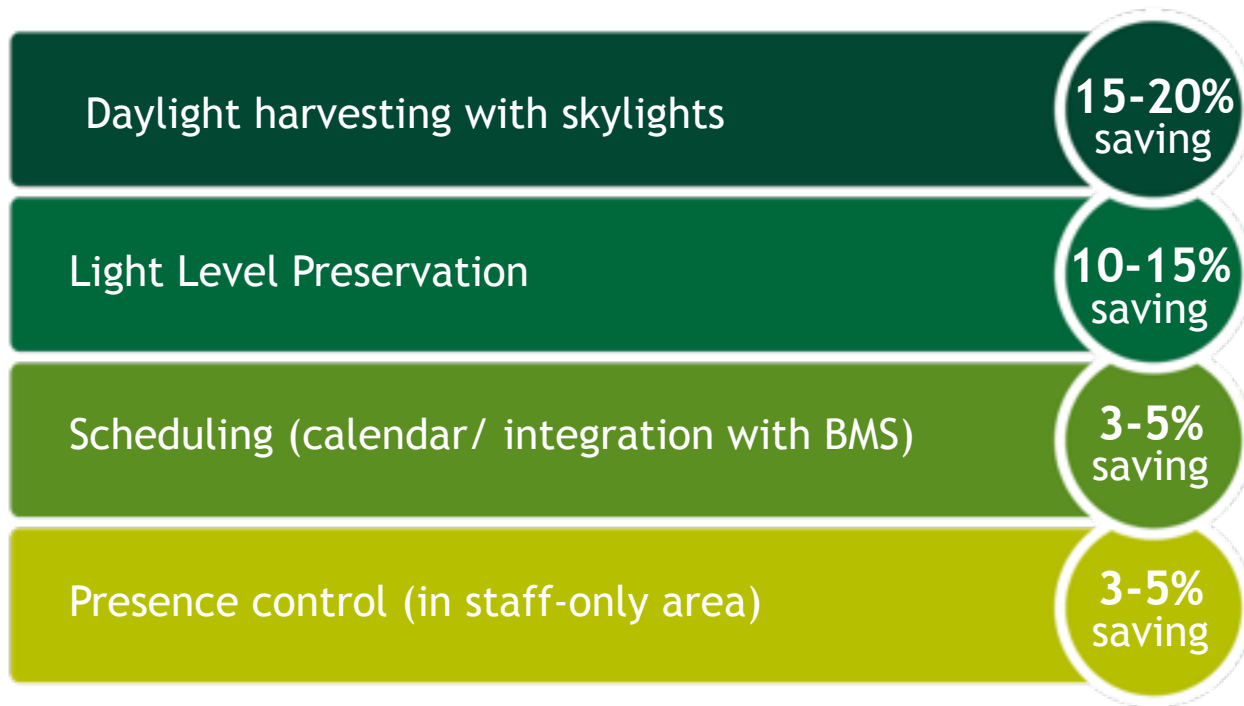 Daylight harvesting with skylights
15-20%
saving
Light Level Preservation
10-15%
saving
Scheduling (calendar/ integration with BMS)
3-5%
saving
Presence control (in staff-only area)
3-5%
saving